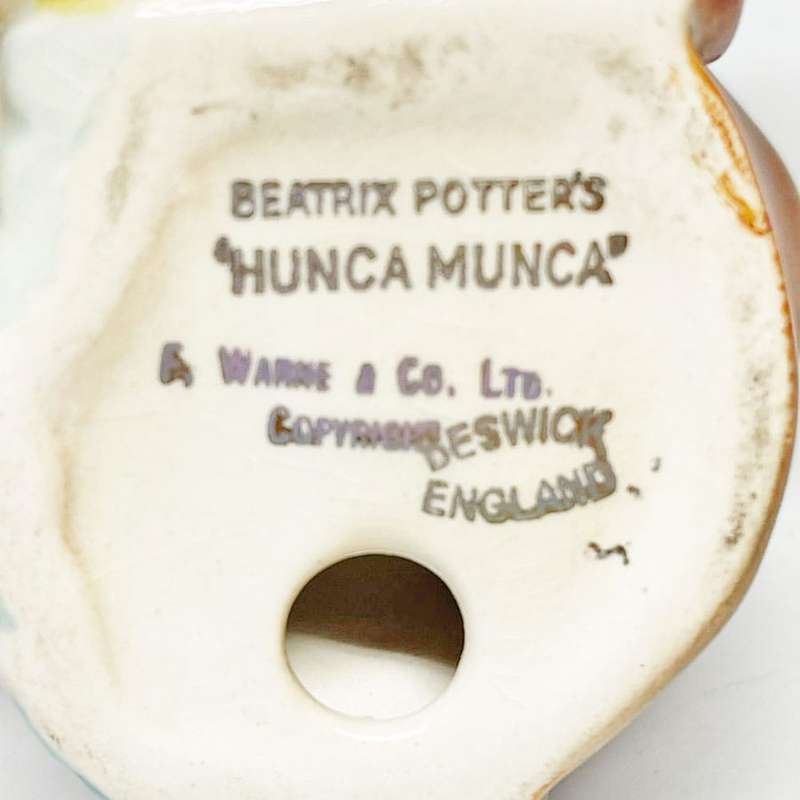 BEATRIX POTTER'S
"HUNCA MUNCA"
F. WARNE & CO. LTD.
COPYRIGHT
BESWICK
ENGLAND